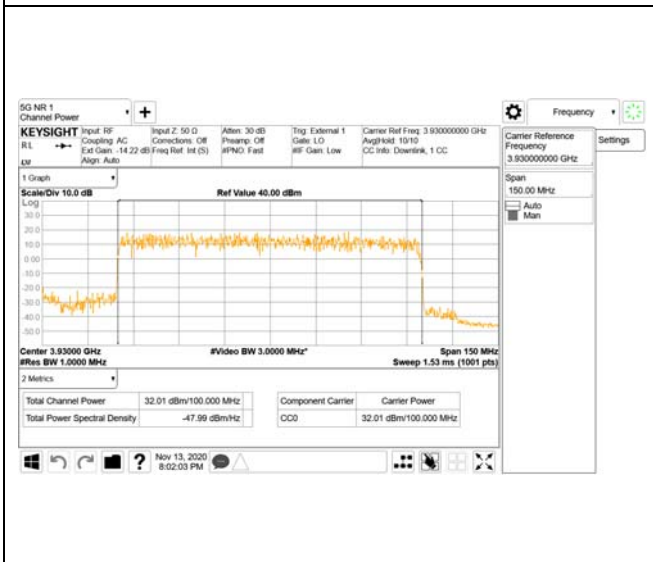 5G NR 1
Channel Power
Frequency
KEYSIGHT
RL
Input: RF
Coupling: AC
Ext Gain: -14.22 dB
Align: Auto
Input Z: 50 Ω
Corrections: Off
Freq Ref: Int (S)
Atten: 30 dB
Preamp: Off
#PNO: Fast
Trig: External 1
Gate: LO
#IF Gain: Low
Carrier Ref Freq: 3.930000000 GHz
Avg|Hold: 10/10
CC Info: Downlink, 1 CC
Carrier Reference
Frequency
3.930000000 GHz
Settings
Span
150.00 MHz
Auto
Man
1 Graph
Scale/Div 10.0 dB
Ref Value 40.00 dBm
Log
30.0
20.0
10.0
0.00
-10.0
-20.0
-30.0
-40.0
-50.0
Center 3.93000 GHz
#Video BW 3.0000 MHz*
Span 150 MHz
#Res BW 1.0000 MHz
Sweep 1.53 ms (1001 pts)
2 Metrics
Total Channel Power 32.01 dBm/100.000 MHz
Total Power Spectral Density -47.99 dBm/Hz
Component Carrier Carrier Power
CC0 32.01 dBm/100.000 MHz
?
Nov 13, 2020
8:02:03 PM